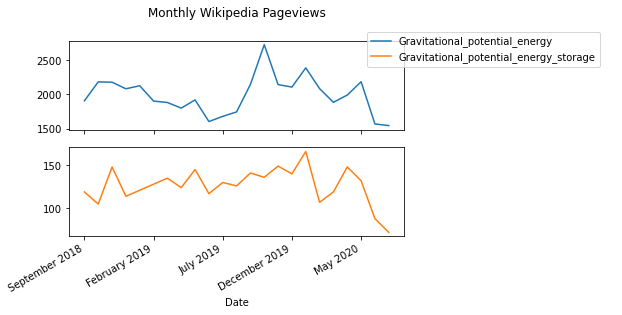 Monthly Wikipedia Pageviews
Gravitational_potential_energy
Gravitational_potential_energy_storage
2500
2000
1500
150
100
September 2018
February 2019
July 2019
December 2019
May 2020
Date